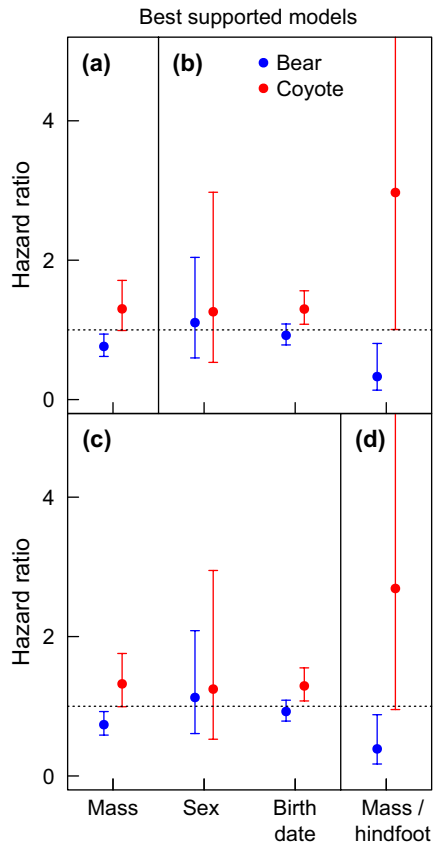 Best supported models
(a)
(b)
Bear
Coyote
Hazard ratio
4
2
0
(c)
(d)
Hazard ratio
4
2
0
Mass
Sex
Birth
date
Mass /
hindfoot